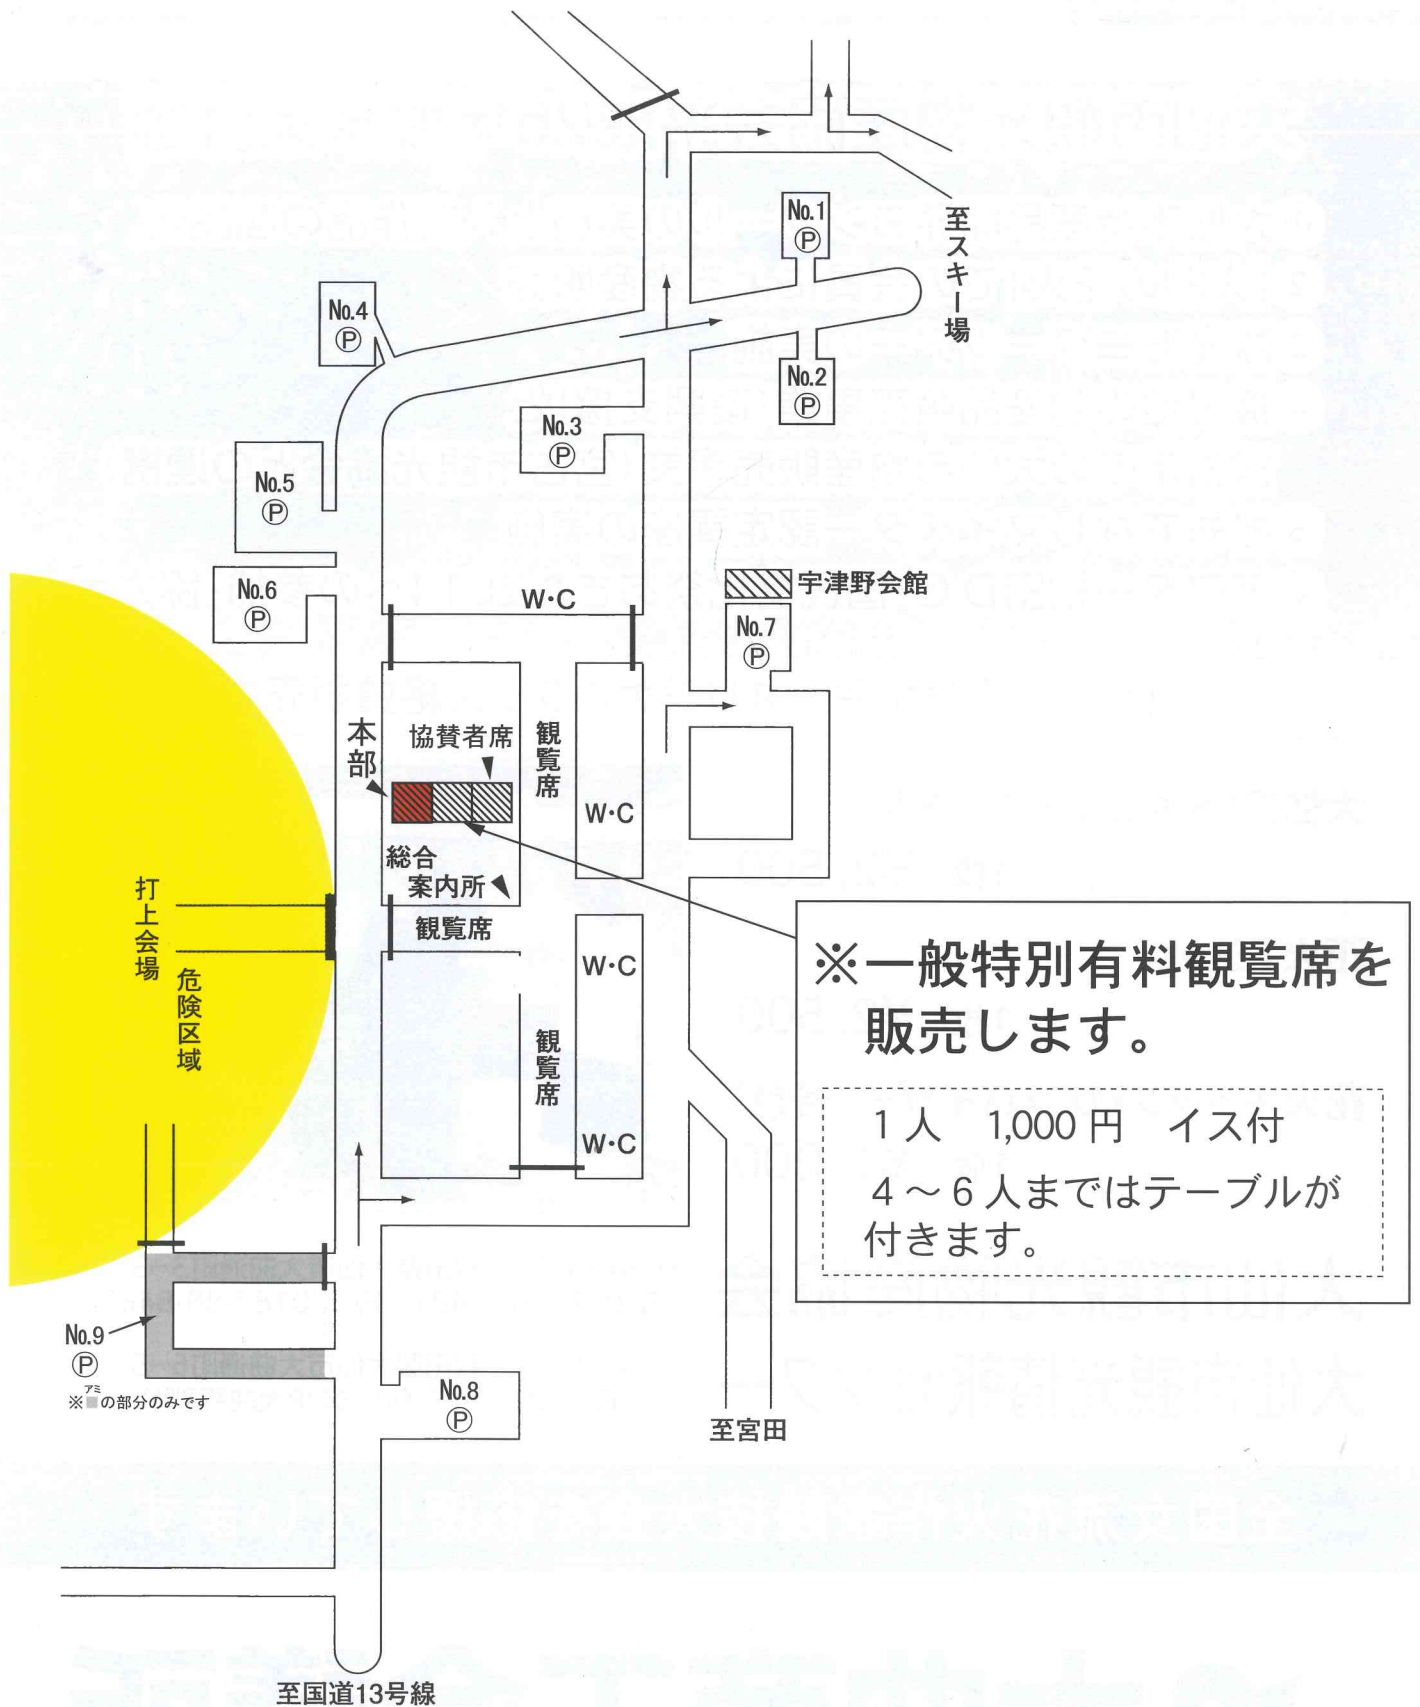 至スキー場
No.1
Ⓟ
No.4
Ⓟ
No.2
Ⓟ
No.3
Ⓟ
No.5
Ⓟ
No.6
Ⓟ
W・C
宇津野会館
No.7
Ⓟ
本部
協賛者席
観覧席
W・C
総合
案内所
観覧席
打上会場
危険区域
W・C
観覧席
W・C
※一般特別有料観覧席を
販売します。
1人 1,000円 イス付
4～6人まではテーブルが
付きます。
No.9
Ⓟ
アミ
※■の部分のみです
No.8
Ⓟ
至宮田
至国道13号線